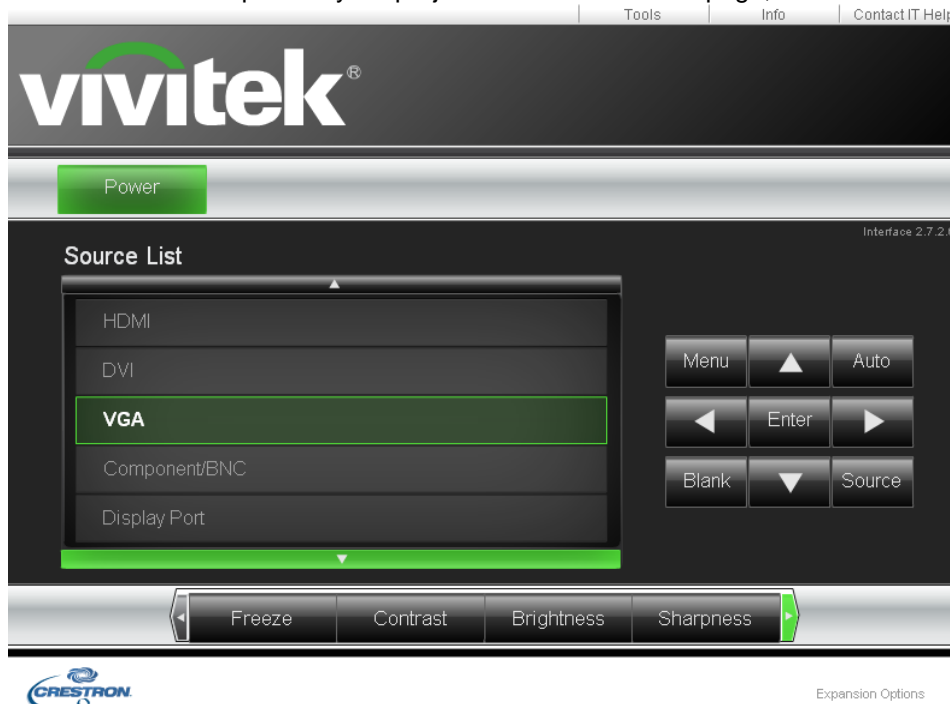 Tools Info Contact IT Help
vivitek®
Power
Interface 2.7.2.
Source List
HDMI
DVI
VGA
Component/BNC
Display Port
Menu Auto
Enter
Blank Source
Freeze Contrast Brightness Sharpness
CRESTRON
Expansion Options